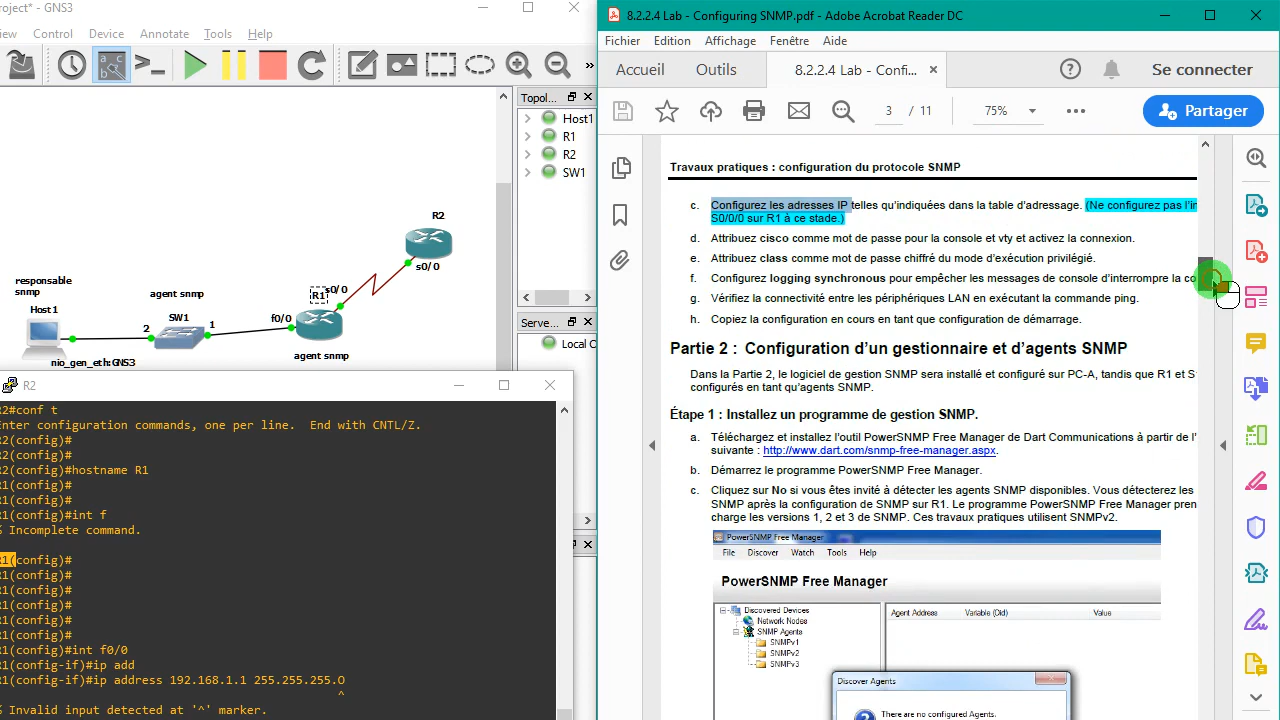 roject* - GNS3
iew Control Device Annotate Tools Help
»
Topol...
Host1
R1
R2
SW1
Serve...
Local C
R2
s0/0
s0/0
R1
responsable
snmp
agent snmp
Host1
SW1
2
1
f0/0
agent snmp
nio_gen_eth:GNS3
R2
R2#conf t
Enter configuration commands, one per line. End with CNTL/Z.
R2(config)#
R2(config)#
R2(config)#hostname R1
R1(config)#
R1(config)#
R1(config)#int f
% Incomplete command.
R1(config)#
R1(config)#
R1(config)#
R1(config)#
R1(config)#
R1(config)#
R1(config)#int f0/0
R1(config-if)#ip add
R1(config-if)#ip address 192.168.1.1 255.255.255.O
^
% Invalid input detected at '^' marker.
8.2.2.4 Lab - Configuring SNMP.pdf - Adobe Acrobat Reader DC
Fichier Edition Affichage Fenêtre Aide
Accueil Outils 8.2.2.4 Lab - Confi... Se connecter
3 / 11 75% Partager
Travaux pratiques : configuration du protocole SNMP
c. Configurez les adresses IP telles qu'indiquées dans la table d'adressage. (Ne configurez pas l'i
S0/0/0 sur R1 à ce stade.)
d. Attribuez cisco comme mot de passe pour la console et vty et activez la connexion.
e. Attribuez class comme mot de passe chiffré du mode d'exécution privilégié.
f. Configurez logging synchronous pour empêcher les messages de console d'interrompre la co
g. Vérifiez la connectivité entre les périphériques LAN en exécutant la commande ping.
h. Copiez la configuration en cours en tant que configuration de démarrage.
Partie 2 : Configuration d'un gestionnaire et d'agents SNMP
Dans la Partie 2, le logiciel de gestion SNMP sera installé et configuré sur PC-A, tandis que R1 et S
configurés en tant qu'agents SNMP.
Étape 1 : Installez un programme de gestion SNMP.
a. Téléchargez et installez l'outil PowerSNMP Free Manager de Dart Communications à partir de l'
suivante : http://www.dart.com/snmp-free-manager.aspx.
b. Démarrez le programme PowerSNMP Free Manager.
c. Cliquez sur No si vous êtes invité à détecter les agents SNMP disponibles. Vous détecterez les
SNMP après la configuration de SNMP sur R1. Le programme PowerSNMP Free Manager pren
charge les versions 1, 2 et 3 de SNMP. Ces travaux pratiques utilisent SNMPv2.
PowerSNMP Free Manager
File Discover Watch Tools Help
PowerSNMP Free Manager
Discovered Devices
Network Nodes
SNMP Agents
SNMPv1
SNMPv2
SNMPv3
Agent Address Variable (Oid) Value
Discover Agents
There are no configured Agents.